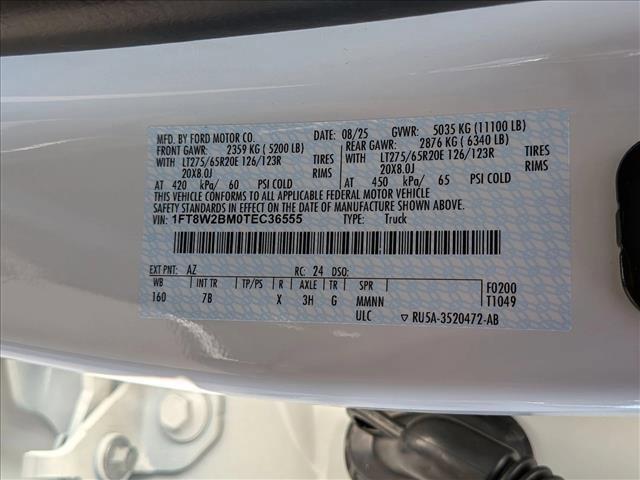 MFD. BY FORD MOTOR CO. DATE: 08/25 GVWR: 5035 KG (11100 LB)
FRONT GAWR: 2359 KG ( 5200 LB) REAR GAWR: 2876 KG ( 6340 LB)
WITH LT275/65R20E 126/123R TIRES WITH LT275/65R20E 126/123R TIRES
20X8.0J RIMS 20X8.0J RIMS
AT 420 kPa/ 60 PSI COLD AT 450 kPa/ 65 PSI COLD
THIS VEHICLE CONFORMS TO ALL APPLICABLE FEDERAL MOTOR VEHICLE
SAFETY STANDARDS IN EFFECT ON THE DATE OF MANUFACTURE SHOWN ABOVE.
VIN: 1FT8W2BM0TEC36555 TYPE: Truck
EXT PNT: AZ RC: 24 DSO:
WB INT TR TP/PS R AXLE TR SPR F0200
160 7B X 3H G MMNN T1049
ULC ▽ RU5A-3520472-AB